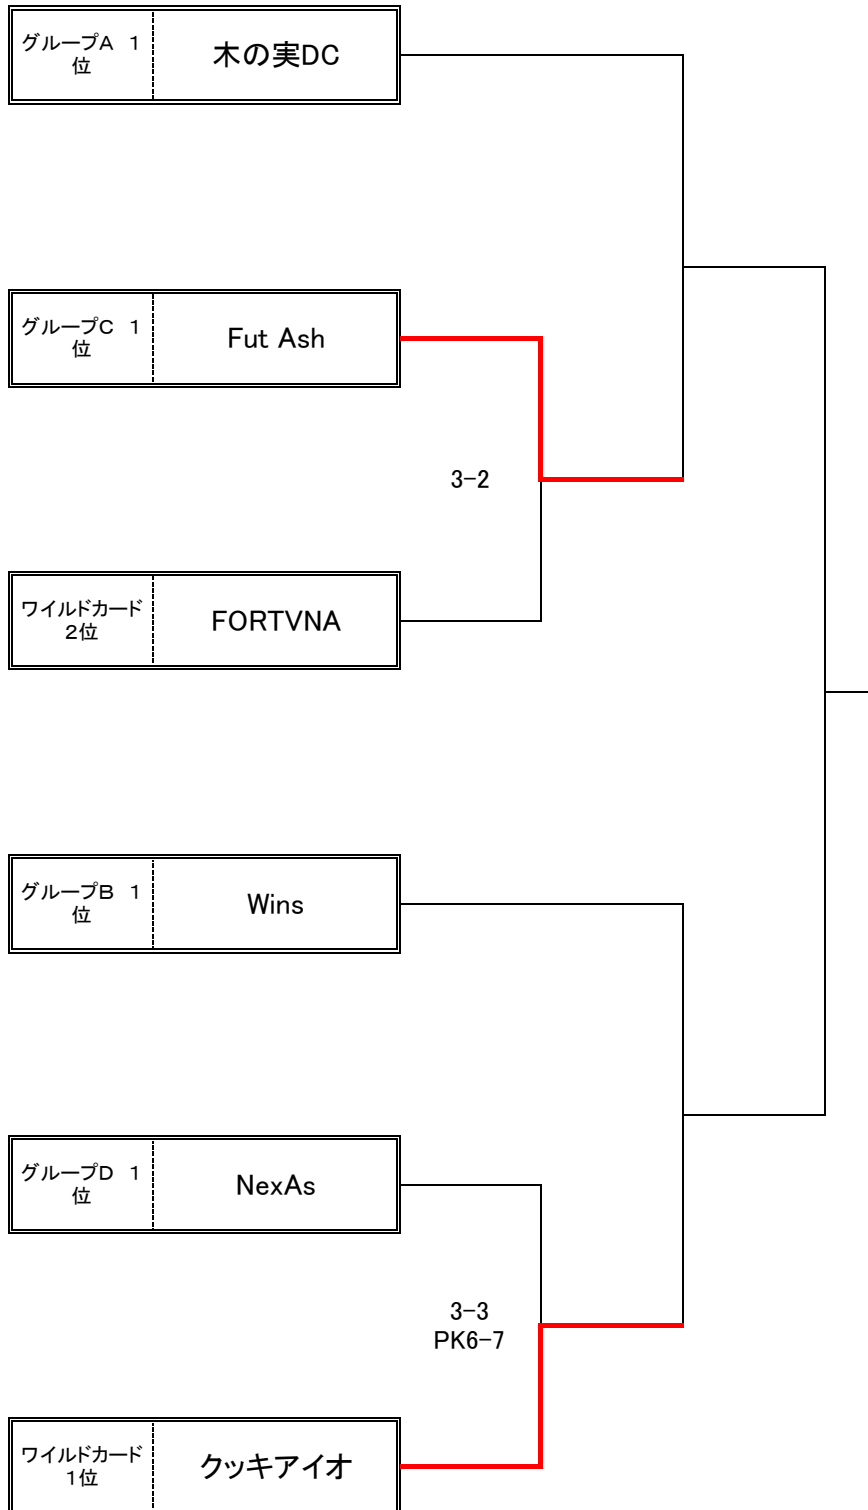 グループA　1
位
木の実DC
グループC　1
位
Fut Ash
3-2
ワイルドカード
2位
FORTVNA
グループB　1
位
Wins
グループD　1
位
NexAs
3-3
PK6-7
ワイルドカード
1位
クッキアイオ